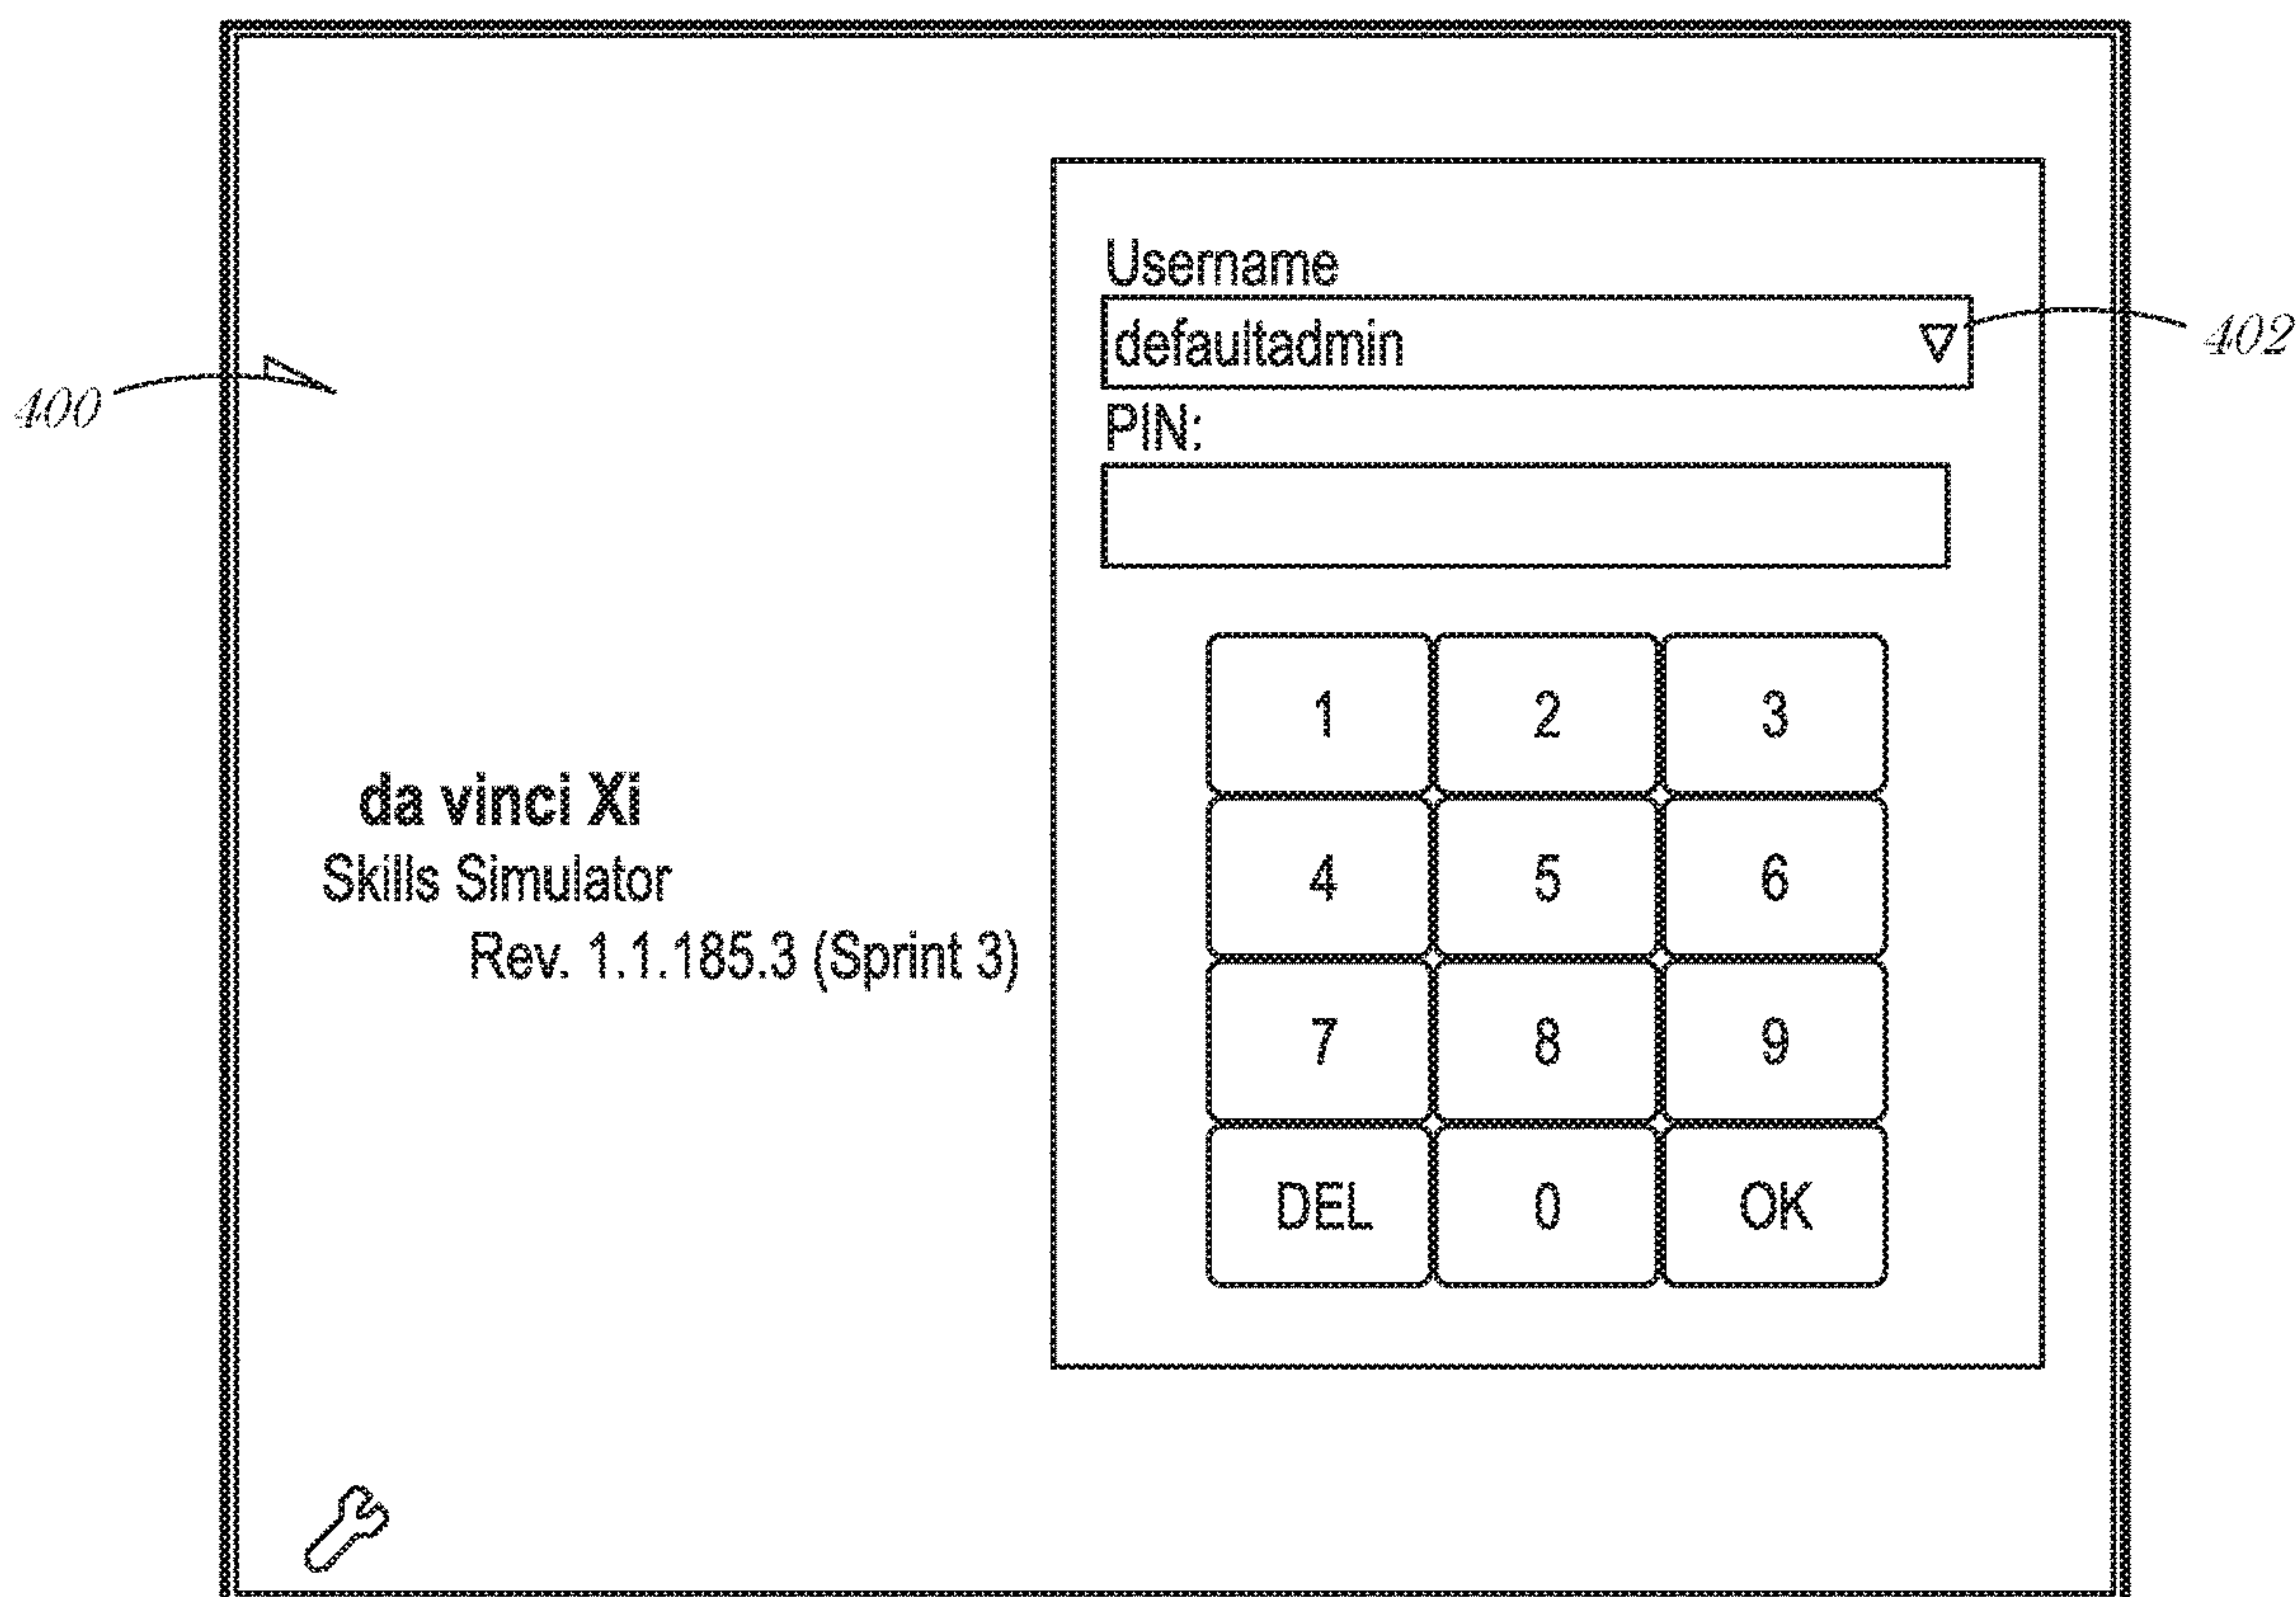 400
da vinci Xi
Skills Simulator
Rev. 1.1.185.3 (Sprint 3)
Username
defaultadmin
402
PIN:
1 2 3
4 5 6
7 8 9
DEL 0 OK